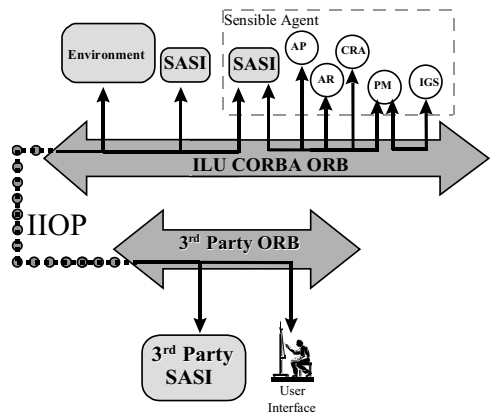 Sensible Agent
Environment
SASI
SASI
AP
AR
CRA
PM
IGS
ILU CORBA ORB
IIOP
3rd Party ORB
3rd Party
SASI
User
Interface